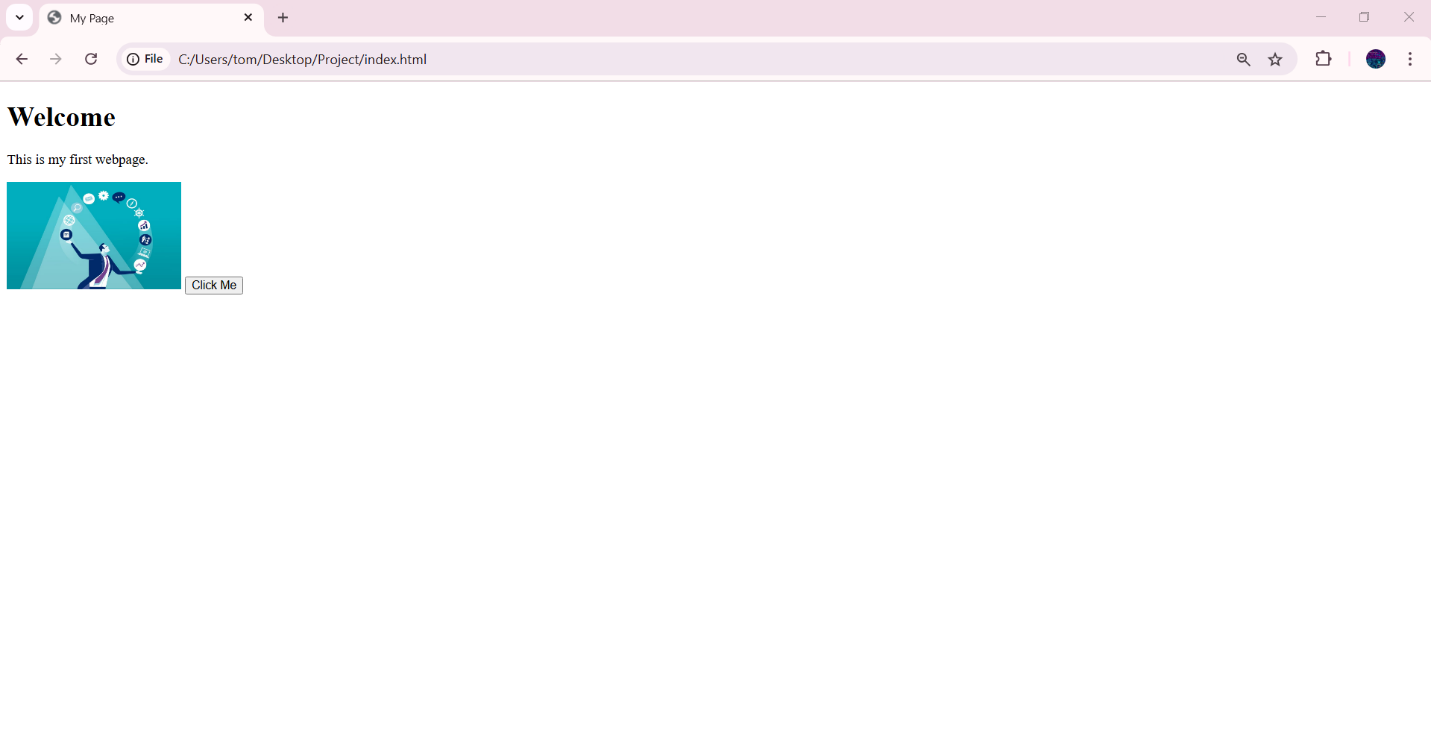 My Page
File C:/Users/tom/Desktop/Project/index.html
Welcome
This is my first webpage.
Click Me